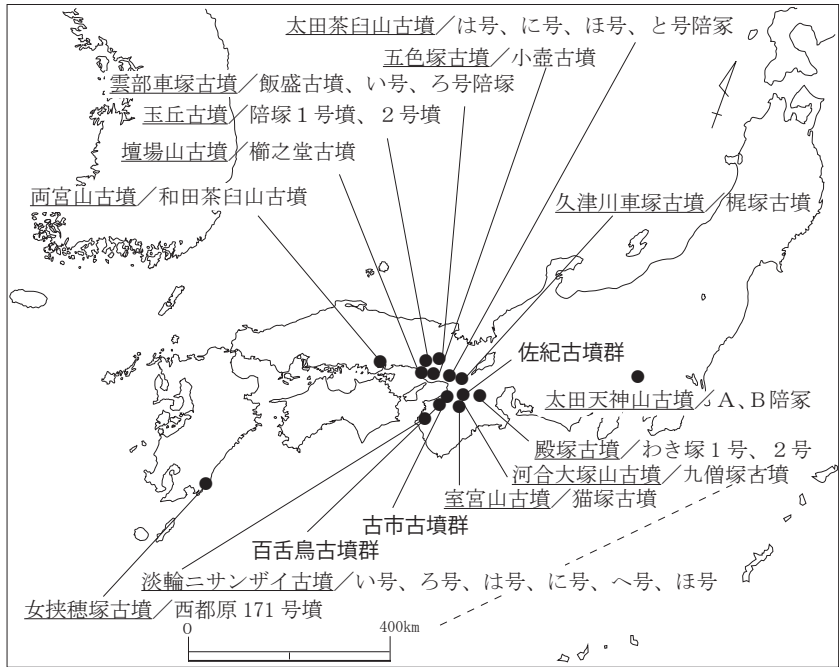 太田茶臼山古墳／は号、に号、ほ号、と号陪冢
五色塚古墳／小壺古墳
雲部車塚古墳／飯盛古墳、い号、ろ号陪塚
玉丘古墳／陪塚１号墳、２号墳
壇場山古墳／櫛之堂古墳
両宮山古墳／和田茶臼山古墳
久津川車塚古墳／梶塚古墳
佐紀古墳群
太田天神山古墳／A、B陪冢
殿塚古墳／わき塚１号、２号
河合大塚山古墳／九僧塚古墳
室宮山古墳／猫塚古墳
古市古墳群
百舌鳥古墳群
淡輪ニサンザイ古墳／い号、ろ号、は号、に号、へ号、ほ号
女挟穂塚古墳／西都原 171 号墳
0 400km